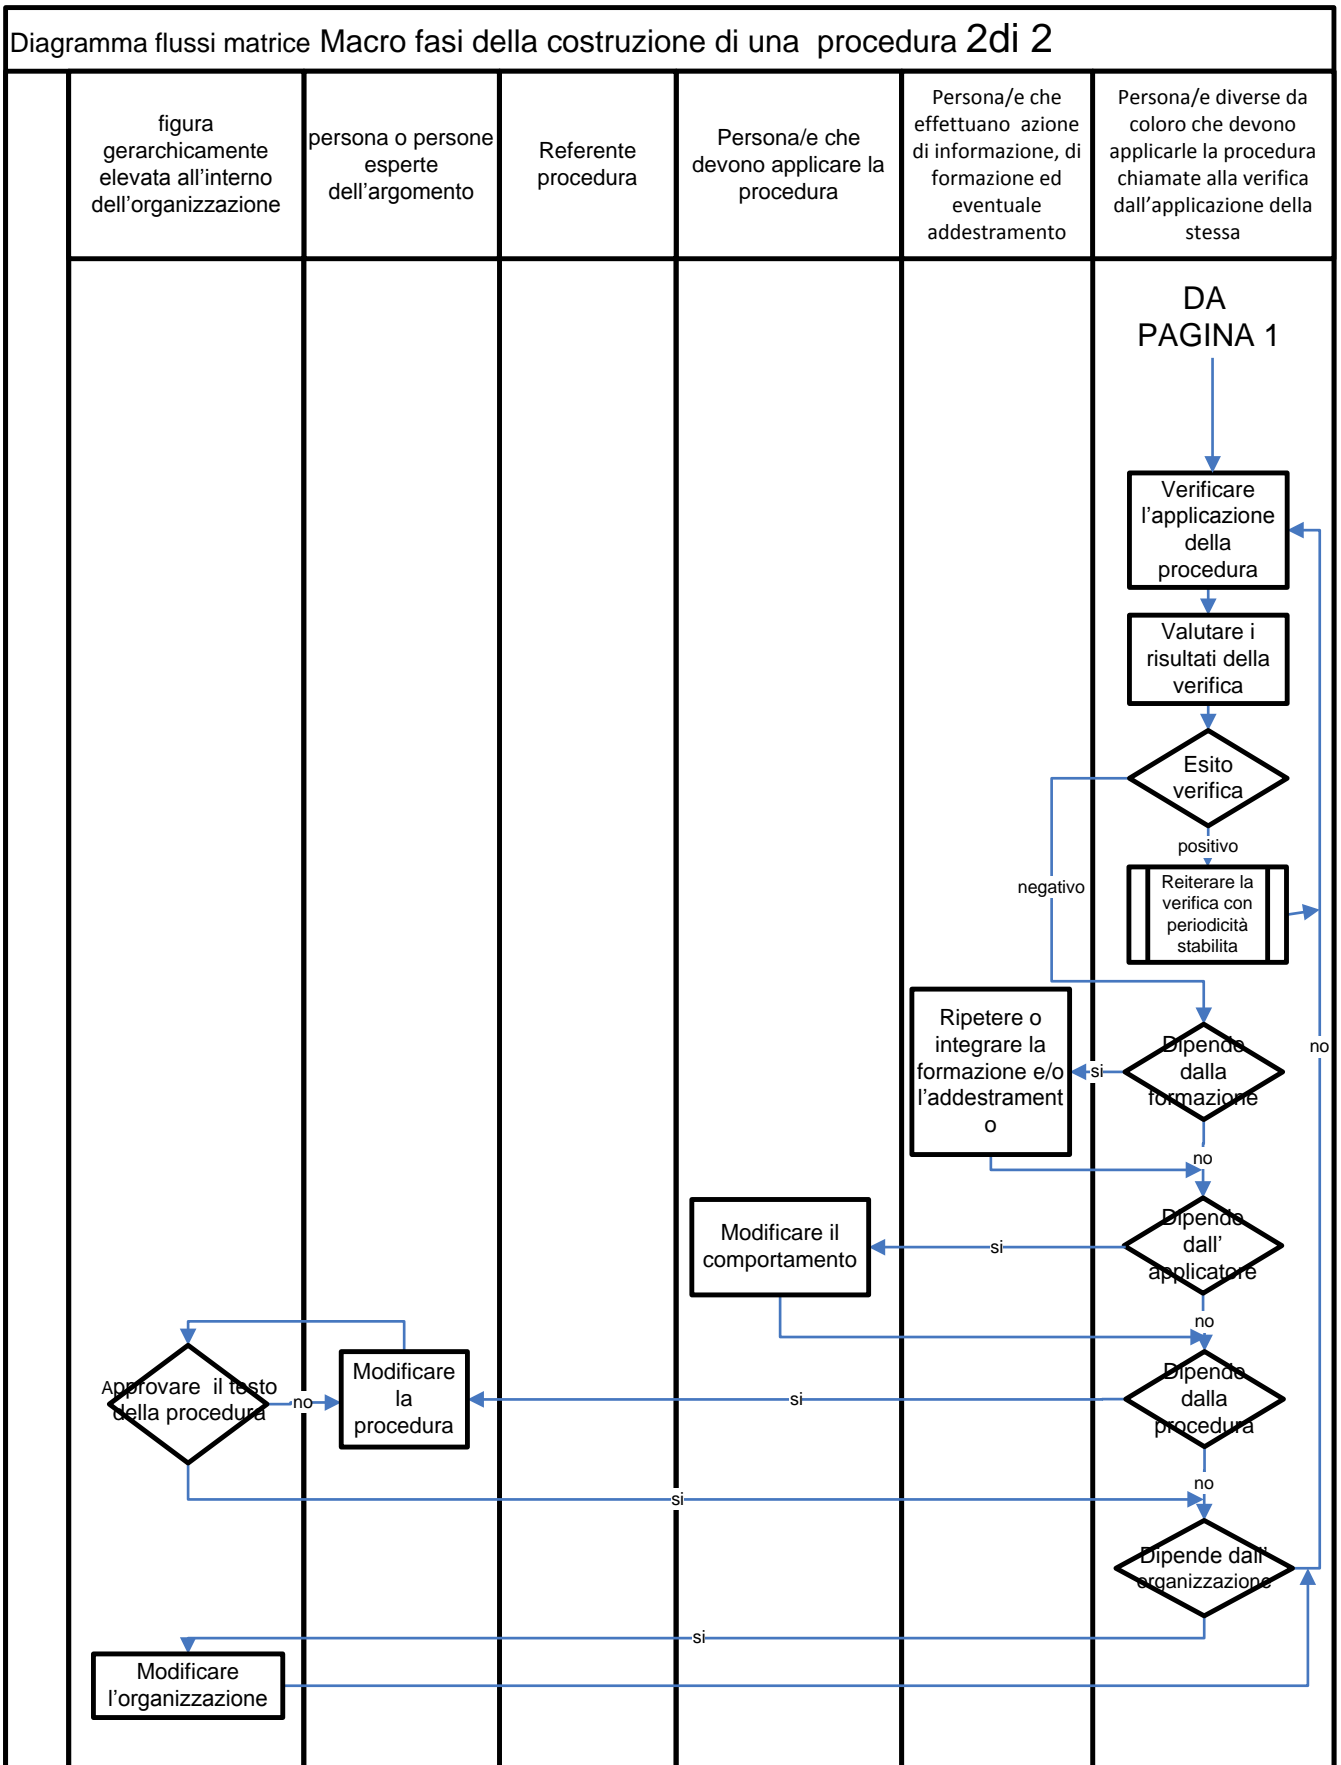 Diagramma flussi matrice Macro fasi della costruzione di una procedura 2di 2
figura
gerarchicamente
elevata all'interno
dell'organizzazione
persona o persone
esperte
dell'argomento
Referente
procedura
Persona/e che
devono applicare la
procedura
Persona/e che
effettuano azione
di informazione, di
formazione ed
eventuale
addestramento
Persona/e diverse da
coloro che devono
applicarle la procedura
chiamate alla verifica
dall'applicazione della
stessa
DA
PAGINA 1
Verificare
l'applicazione
della
procedura
Valutare i
risultati della
verifica
Esito
verifica
positivo
negativo
Reiterare la
verifica con
periodicità
stabilita
Ripetere o
integrare la
formazione e/o
l'addestrament
o
si
Dipende
dalla
formazione
no
no
Modificare il
comportamento
si
Dipende
dall'
applicatore
no
Approvare il testo
della procedura
no
Modificare
la
procedura
si
Dipende
dalla
procedura
no
si
Dipende dall'
organizzazione
si
Modificare
l'organizzazione